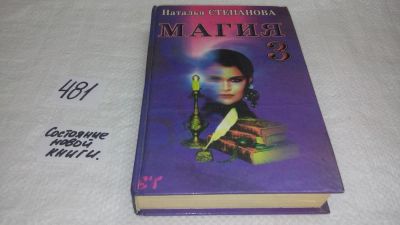 481
Состояние
новой
книги.
Наталья СТЕПАНОВА
МАГИЯ
3